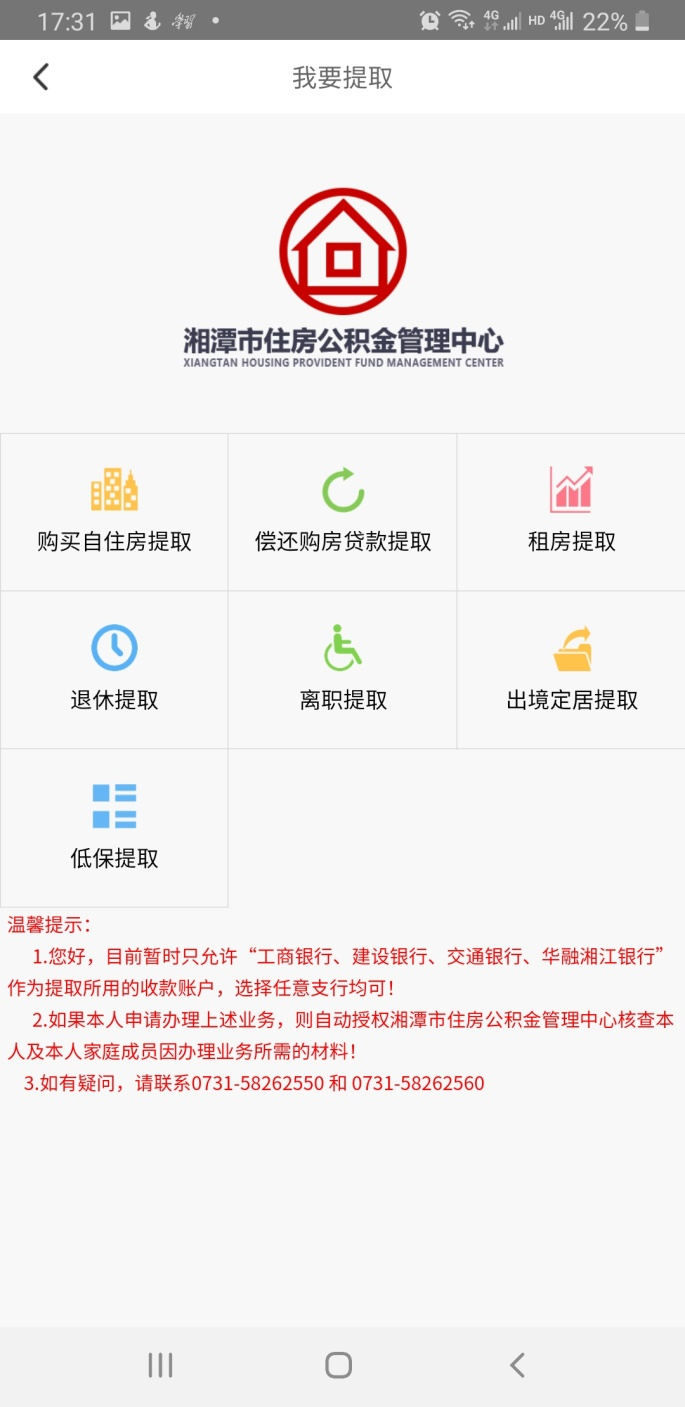 17:31
4G HD 4G 22%
我要提取
湘潭市住房公积金管理中心
XIANGTAN HOUSING PROVIDENT FUND MANAGEMENT CENTER
购买自住房提取 偿还购房贷款提取 租房提取
退休提取 离职提取 出境定居提取
低保提取
温馨提示：
1.您好，目前暂时只允许“工商银行、建设银行、交通银行、华融湘江银行”
作为提取所用的收款账户，选择任意支行均可！
2.如果本人申请办理上述业务，则自动授权湘潭市住房公积金管理中心核查本
人及本人家庭成员因办理业务所需的材料！
3.如有疑问，请联系0731-58262550 和 0731-58262560